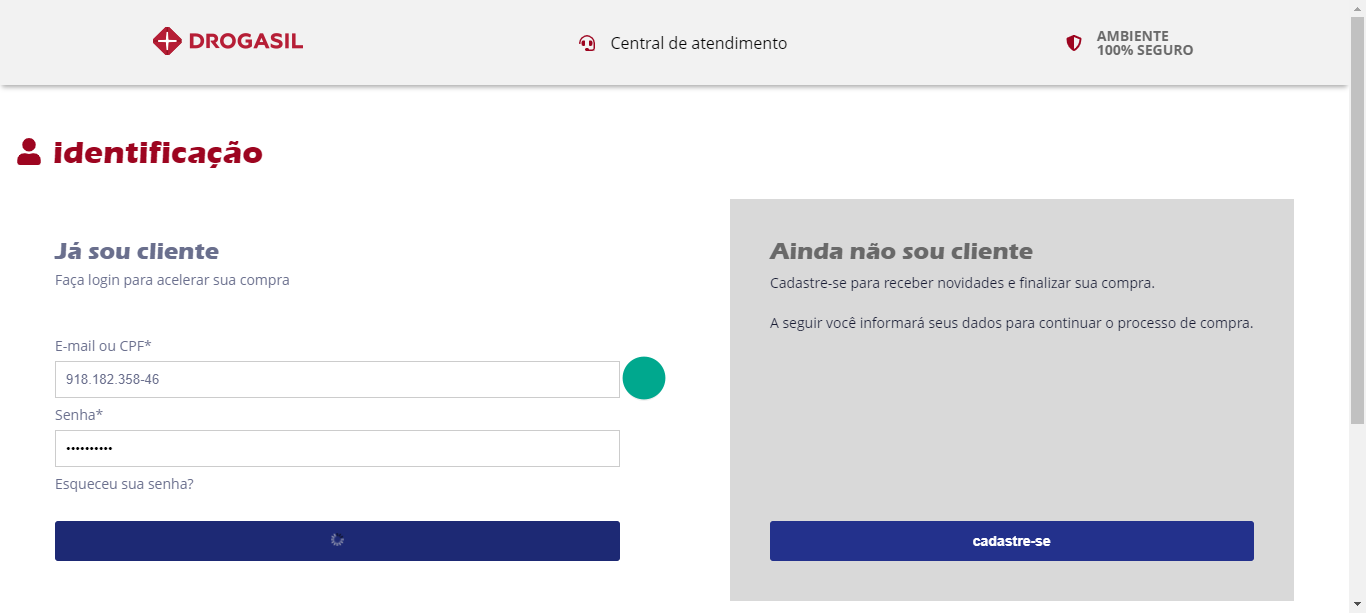 DROGASIL
Central de atendimento
AMBIENTE
100% SEGURO
identificação
Já sou cliente
Faça login para acelerar sua compra
E-mail ou CPF*
918.182.358-46
Senha*
••••••••••
Esqueceu sua senha?
Ainda não sou cliente
Cadastre-se para receber novidades e finalizar sua compra.
A seguir você informará seus dados para continuar o processo de compra.
cadastre-se